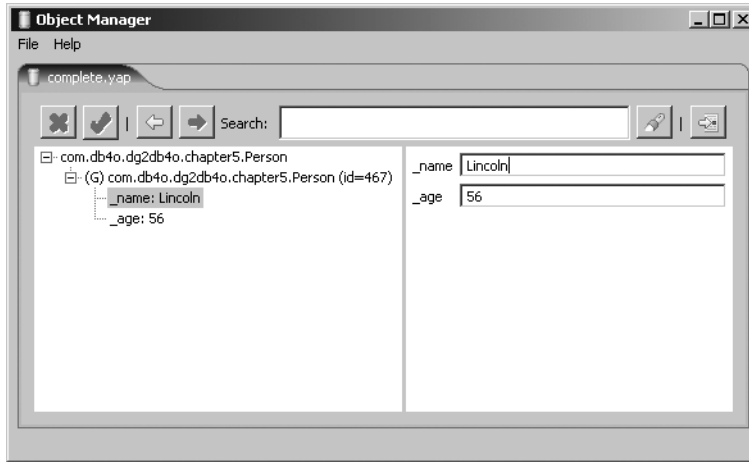 Object Manager
File Help
complete.yap
Search:
com.db4o.dg2db4o.chapter5.Person
(G) com.db4o.dg2db4o.chapter5.Person (id=467)
_name: Lincoln
_age: 56
_name Lincoln
_age 56